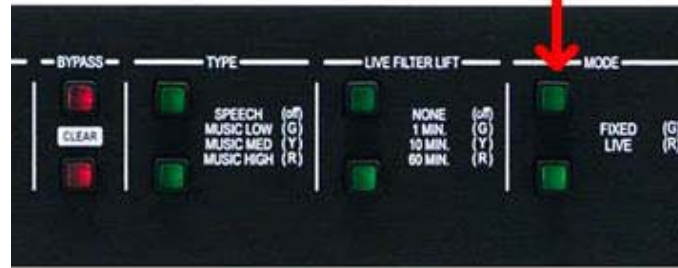 BYPASS
TYPE
LIVE FILTER LIFT
MODE
CLEAR
SPEECH (off)
MUSIC LOW (G)
MUSIC MED (Y)
MUSIC HIGH (R)
NONE (off)
1 MIN. (G)
10 MIN. (Y)
60 MIN. (R)
FIXED (G
LIVE (R